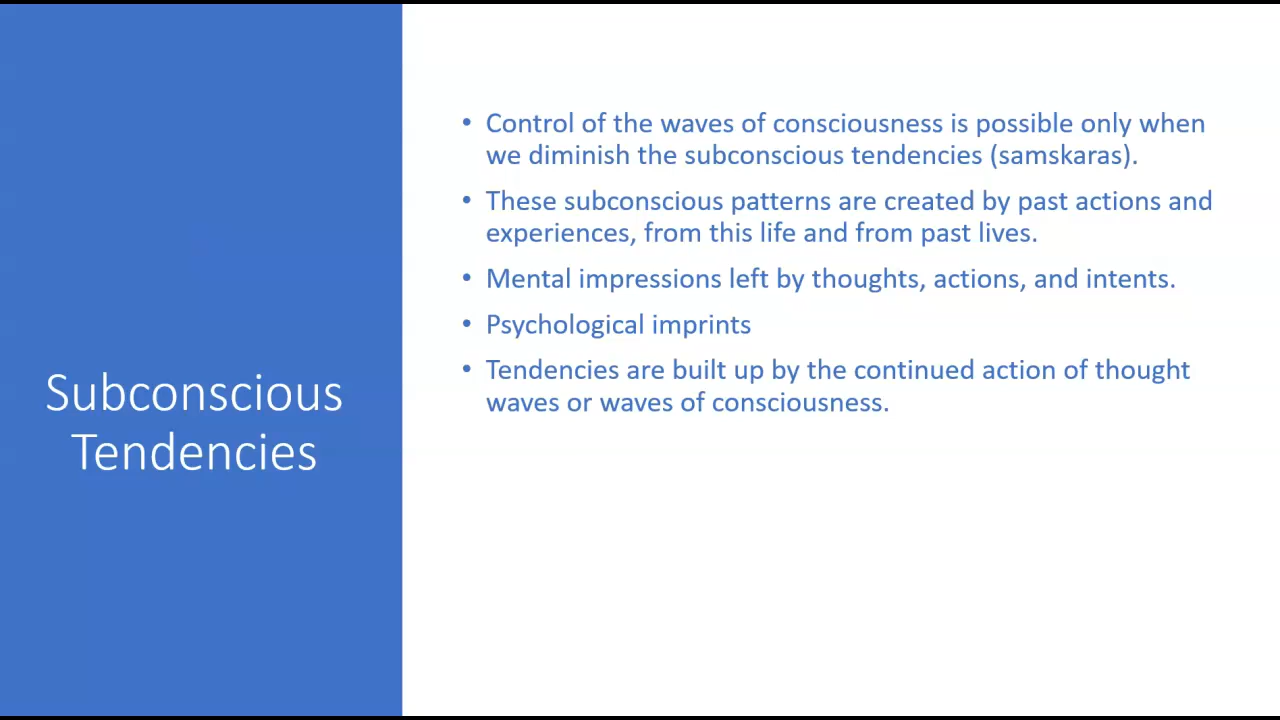 Subconscious
Tendencies
• Control of the waves of consciousness is possible only when
we diminish the subconscious tendencies (samskaras).
• These subconscious patterns are created by past actions and
experiences, from this life and from past lives.
• Mental impressions left by thoughts, actions, and intents.
• Psychological imprints
• Tendencies are built up by the continued action of thought
waves or waves of consciousness.